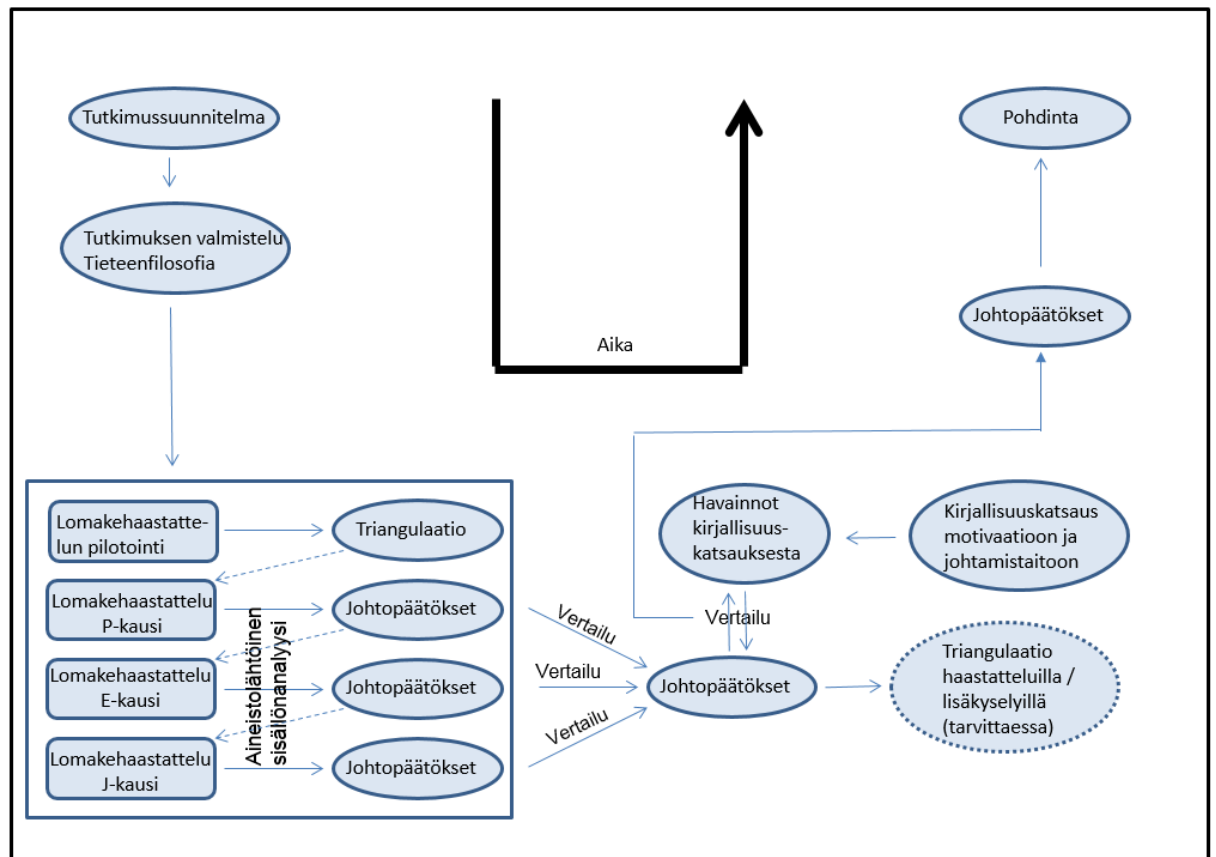 Tutkimussuunnitelma
Tutkimuksen valmistelu
Tieteenfilosofia
Aika
Pohdinta
Johtopäätökset
Lomakehaastatte-
lun pilotointi
Triangulaatio
Lomakehaastattelu
P-kausi
Johtopäätökset
Lomakehaastattelu
E-kausi
Johtopäätökset
Lomakehaastattelu
J-kausi
Johtopäätökset
Aineistolähtöinen
sisällönanalyysi
Vertailu
Vertailu
Vertailu
Havainnot
kirjallisuus-
katsauksesta
Kirjallisuuskatsaus
motivaatioon ja
johtamistaitoon
Vertailu
Johtopäätökset
Triangulaatio
haastatteluilla /
lisäkyselyillä
(tarvittaessa)